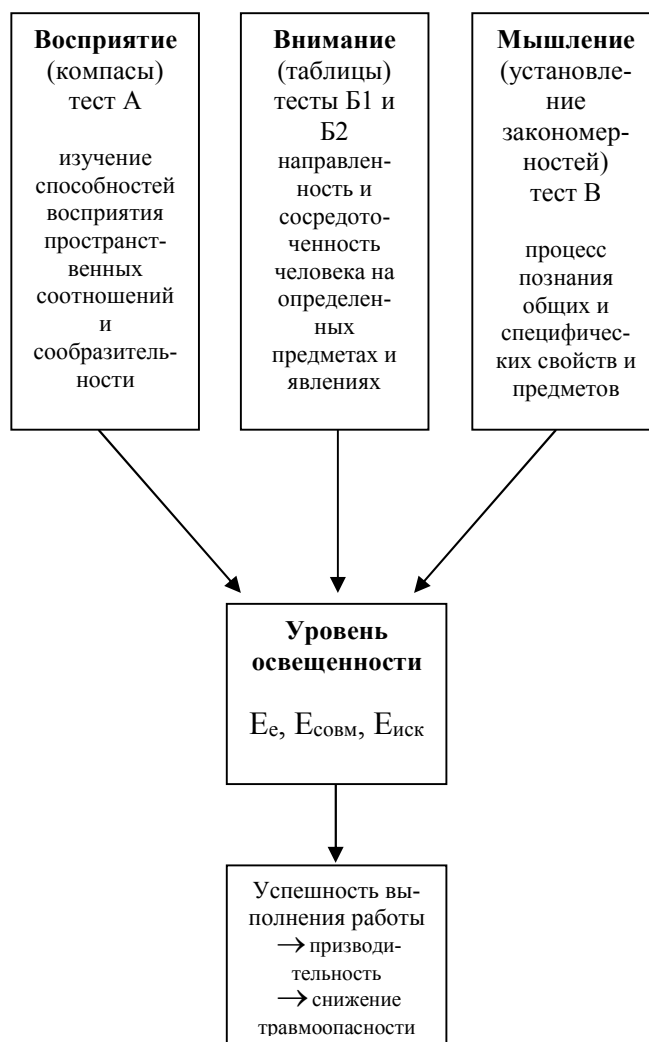 Восприятие
(компасы)
тест А
изучение
способностей
восприятия
пространст-
венных
соотношений
и
сообразитель-
ности
Внимание
(таблицы)
тесты Б1 и
Б2
направлен-
ность и
сосредото-
ченность
человека на
определен-
ных
предметах и
явлениях
Мышление
(установле-
ние
закономер-
ностей)
тест В
процесс
познания
общих и
специфичес-
ких свойств и
предметов
Уровень
освещенности
Ее, Есовм, Еиск
Успешность вы-
полнения работы
→ призводи-
тельность
→ снижение
травмоопасности